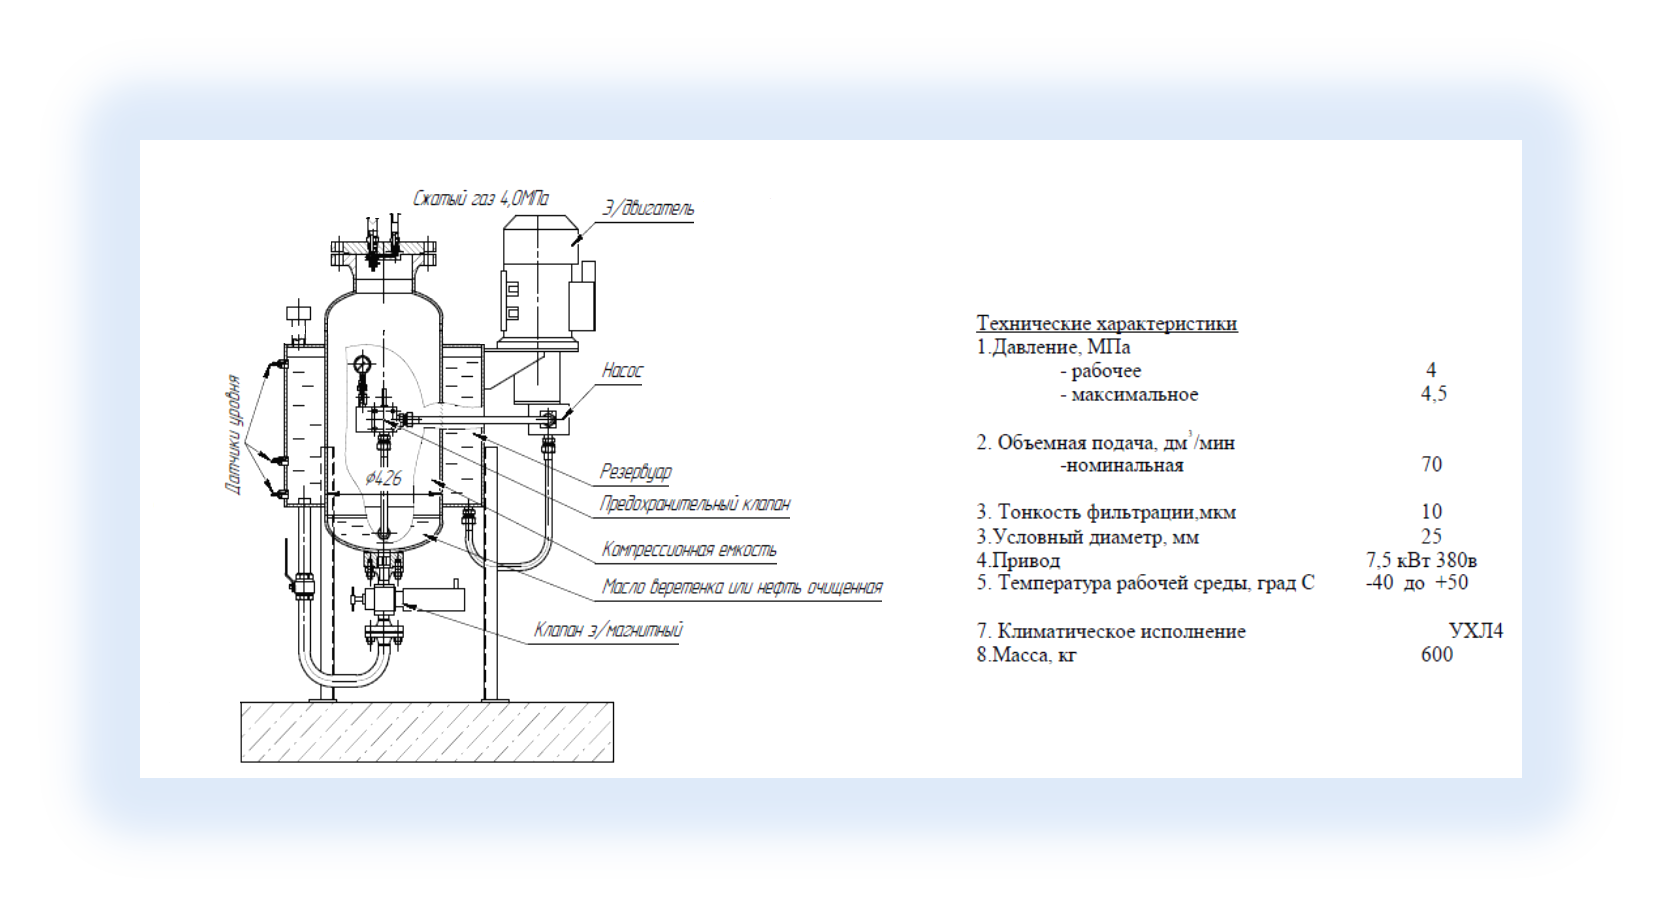 Сжатый газ 4,0МПа
Э/двигатель
Насос
Датчики уровня
ϕ426
Резервуар
Предохранительный клапан
Компрессионная емкость
Масло веретенка или нефть очищенная
Клапан э/магнитный
Технические характеристики
1.Давление, МПа
- рабочее 4
- максимальное 4,5
2. Объемная подача, дм³/мин
-номинальная 70
3. Тонкость фильтрации,мкм 10
3.Условный диаметр, мм 25
4.Привод 7,5 кВт 380в
5. Температура рабочей среды, град С -40 до +50
7. Климатическое исполнение УХЛ4
8.Масса, кг 600